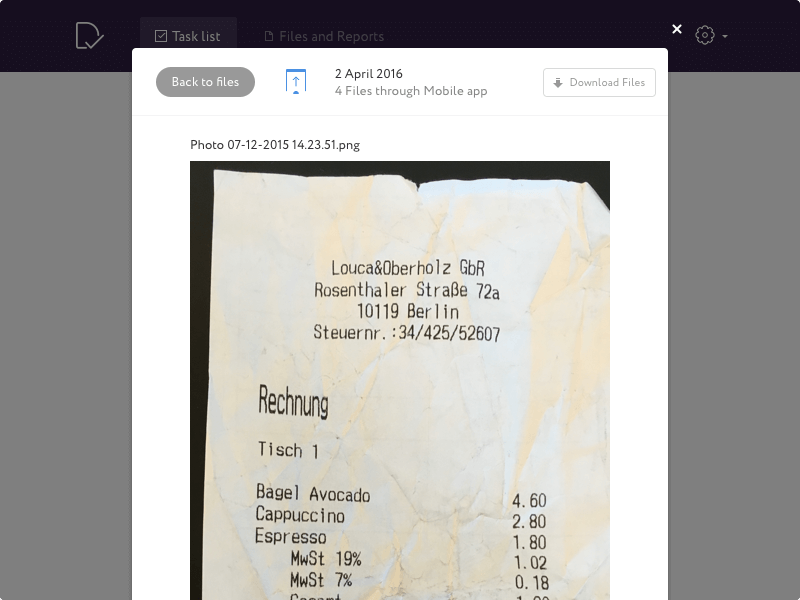 Task list
Files and Reports
×
Back to files
2 April 2016
4 Files through Mobile app
Download Files
Photo 07-12-2015 14.23.51.png
Louca&Oberholz GbR
Rosenthaler Straße 72a
10119 Berlin
Steuernr.:34/425/52607
Rechnung
Tisch 1
Bagel Avocado 4.60
Cappuccino 2.80
Espresso 1.80
MwSt 19% 1.02
MwSt 7% 0.18